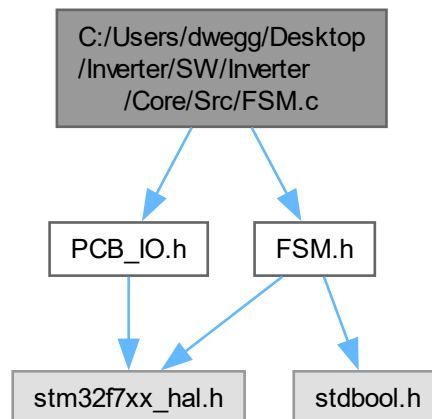 C:/Users/dwegg/Desktop
/Inverter/SW/Inverter
/Core/Src/FSM.c
PCB_IO.h
FSM.h
stm32f7xx_hal.h
stdbool.h